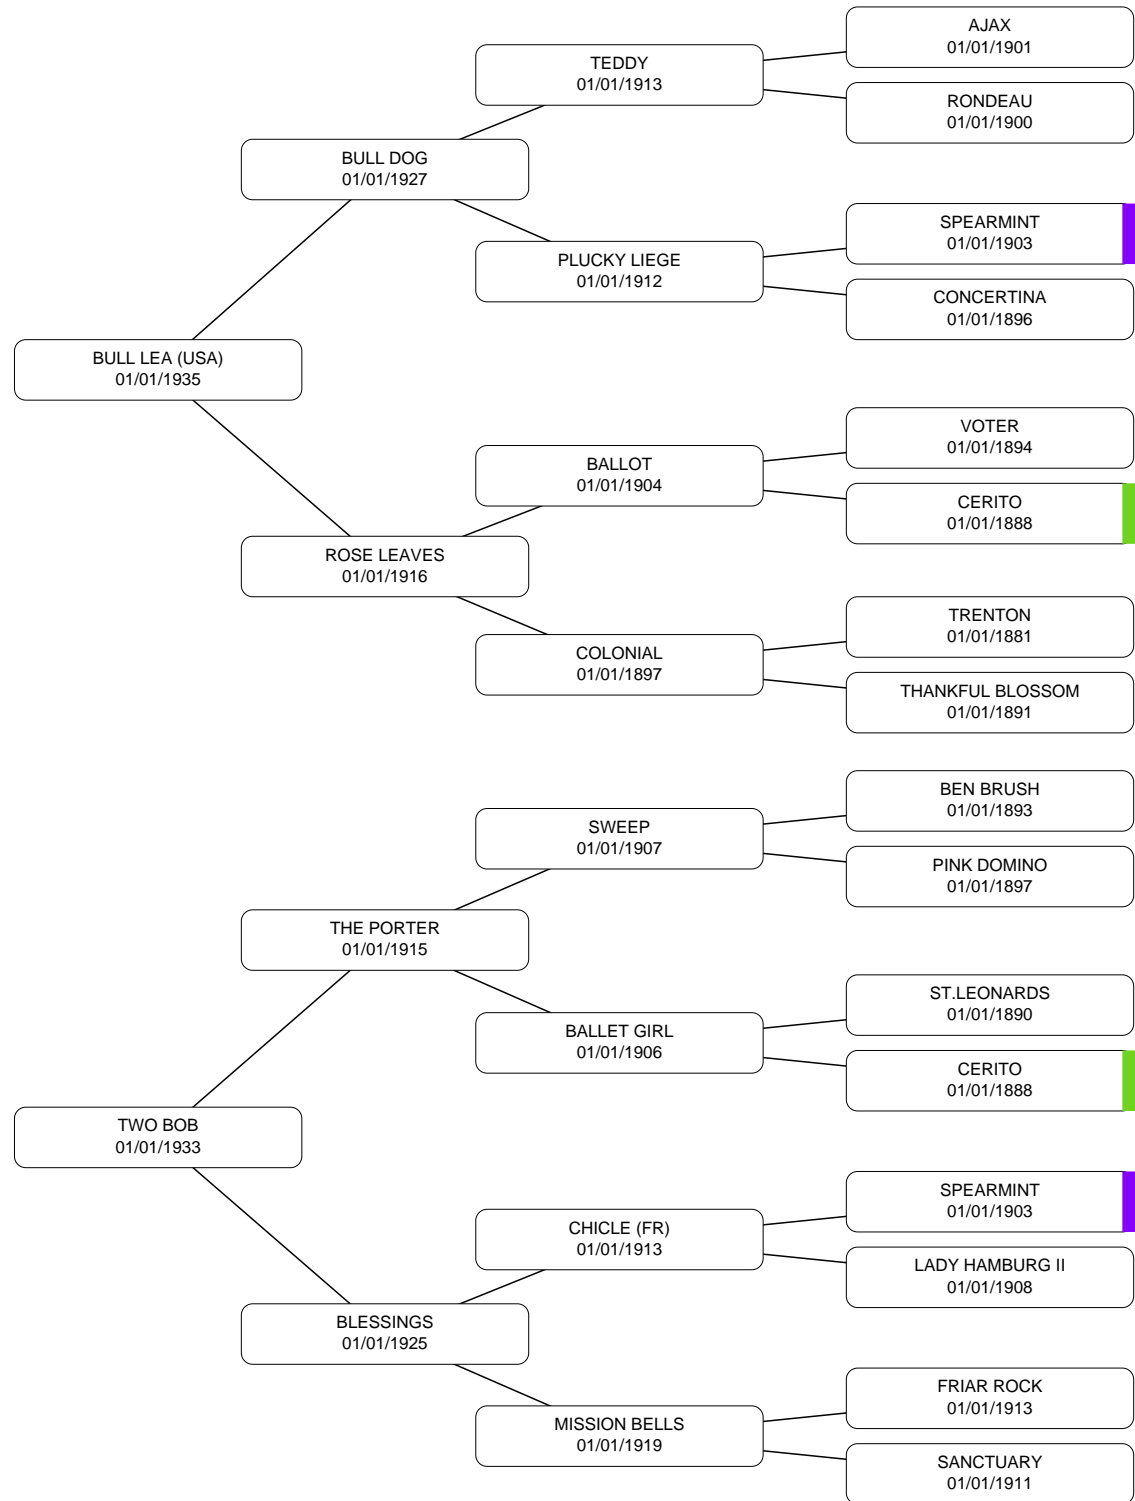 AJAX
01/01/1901
TEDDY
01/01/1913
RONDEAU
01/01/1900
BULL DOG
01/01/1927
SPEARMINT
01/01/1903
PLUCKY LIEGE
01/01/1912
CONCERTINA
01/01/1896
BULL LEA (USA)
01/01/1935
VOTER
01/01/1894
BALLOT
01/01/1904
CERITO
01/01/1888
ROSE LEAVES
01/01/1916
TRENTON
01/01/1881
COLONIAL
01/01/1897
THANKFUL BLOSSOM
01/01/1891
BEN BRUSH
01/01/1893
SWEEP
01/01/1907
PINK DOMINO
01/01/1897
THE PORTER
01/01/1915
ST.LEONARDS
01/01/1890
BALLET GIRL
01/01/1906
CERITO
01/01/1888
TWO BOB
01/01/1933
SPEARMINT
01/01/1903
CHICLE (FR)
01/01/1913
LADY HAMBURG II
01/01/1908
BLESSINGS
01/01/1925
FRIAR ROCK
01/01/1913
MISSION BELLS
01/01/1919
SANCTUARY
01/01/1911